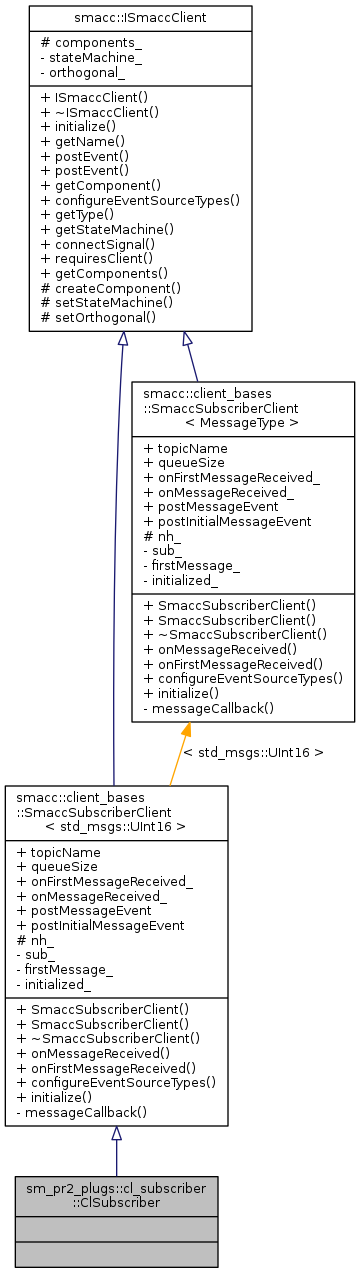 smacc::ISmaccClient
# components_
- stateMachine_
- orthogonal_
+ ISmaccClient()
+ ~ISmaccClient()
+ initialize()
+ getName()
+ postEvent()
+ postEvent()
+ getComponent()
+ configureEventSourceTypes()
+ getType()
+ getStateMachine()
+ connectSignal()
+ requiresClient()
+ getComponents()
# createComponent()
# setStateMachine()
# setOrthogonal()
smacc::client_bases
::SmaccSubscriberClient
< MessageType >
+ topicName
+ queueSize
+ onFirstMessageReceived_
+ onMessageReceived_
+ postMessageEvent
+ postInitialMessageEvent
# nh_
- sub_
- firstMessage_
- initialized_
+ SmaccSubscriberClient()
+ SmaccSubscriberClient()
+ ~SmaccSubscriberClient()
+ onMessageReceived()
+ onFirstMessageReceived()
+ configureEventSourceTypes()
+ initialize()
- messageCallback()
< std_msgs::UInt16 >
smacc::client_bases
::SmaccSubscriberClient
< std_msgs::UInt16 >
+ topicName
+ queueSize
+ onFirstMessageReceived_
+ onMessageReceived_
+ postMessageEvent
+ postInitialMessageEvent
# nh_
- sub_
- firstMessage_
- initialized_
+ SmaccSubscriberClient()
+ SmaccSubscriberClient()
+ ~SmaccSubscriberClient()
+ onMessageReceived()
+ onFirstMessageReceived()
+ configureEventSourceTypes()
+ initialize()
- messageCallback()
sm_pr2_plugs::cl_subscriber
::ClSubscriber